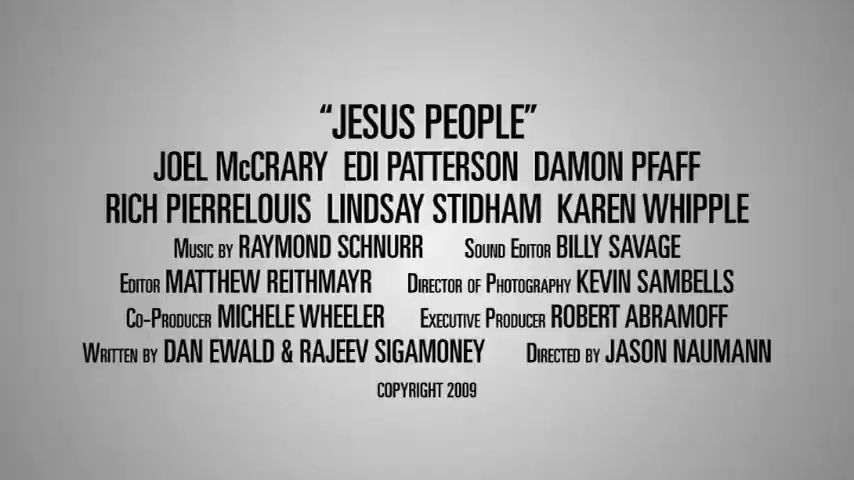 “JESUS PEOPLE”
JOEL McCRARY EDI PATTERSON DAMON PFAFF
RICH PIERRELOUIS LINDSAY STIDHAM KAREN WHIPPLE
MUSIC BY RAYMOND SCHNURR SOUND EDITOR BILLY SAVAGE
EDITOR MATTHEW REITHMAYR DIRECTOR OF PHOTOGRAPHY KEVIN SAMBELLS
CO-PRODUCER MICHELE WHEELER EXECUTIVE PRODUCER ROBERT ABRAMOFF
WRITTEN BY DAN EWALD & RAJEEV SIGAMONEY DIRECTED BY JASON NAUMANN
COPYRIGHT 2009